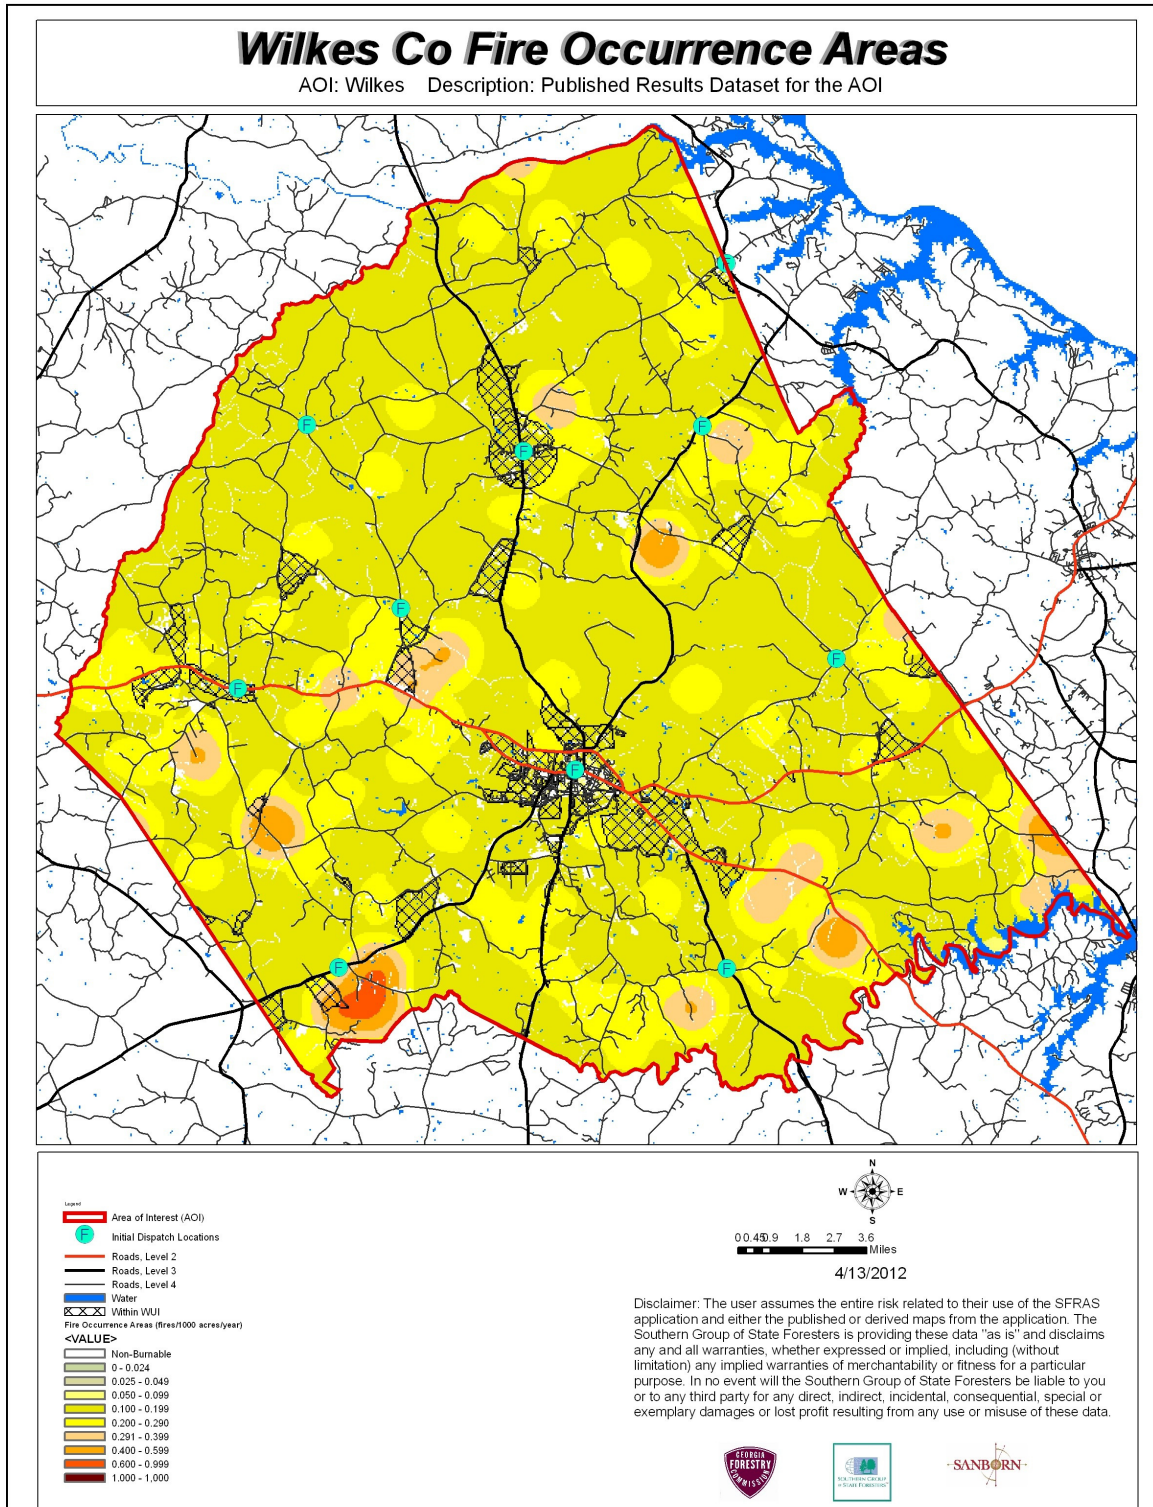 Wilkes Co Fire Occurrence Areas
AOI: Wilkes    Description: Published Results Dataset for the AOI
F
F
F
F
F
F
F
F
F
F
Legend
Area of Interest (AOI)
F Initial Dispatch Locations
Roads, Level 2
Roads, Level 3
Roads, Level 4
Water
Within WUI
Fire Occurrence Areas (fires/1000 acres/year)
<VALUE>
Non-Burnable
0 - 0.024
0.025 - 0.049
0.050 - 0.099
0.100 - 0.199
0.200 - 0.290
0.291 - 0.399
0.400 - 0.599
0.600 - 0.999
1.000 - 1,000
N
W E
S
0 0.45 0.9 1.8 2.7 3.6
Miles
4/13/2012
Disclaimer: The user assumes the entire risk related to their use of the SFRAS
application and either the published or derived maps from the application. The
Southern Group of State Foresters is providing these data "as is" and disclaims
any and all warranties, whether expressed or implied, including (without
limitation) any implied warranties of merchantability or fitness for a particular
purpose. In no event will the Southern Group of State Foresters be liable to you
or to any third party for any direct, indirect, incidental, consequential, special or
exemplary damages or lost profit resulting from any use or misuse of these data.
GEORGIA
FORESTRY
COMMISSION
SOUTHERN GROUP
OF STATE FORESTERS
SANBORN